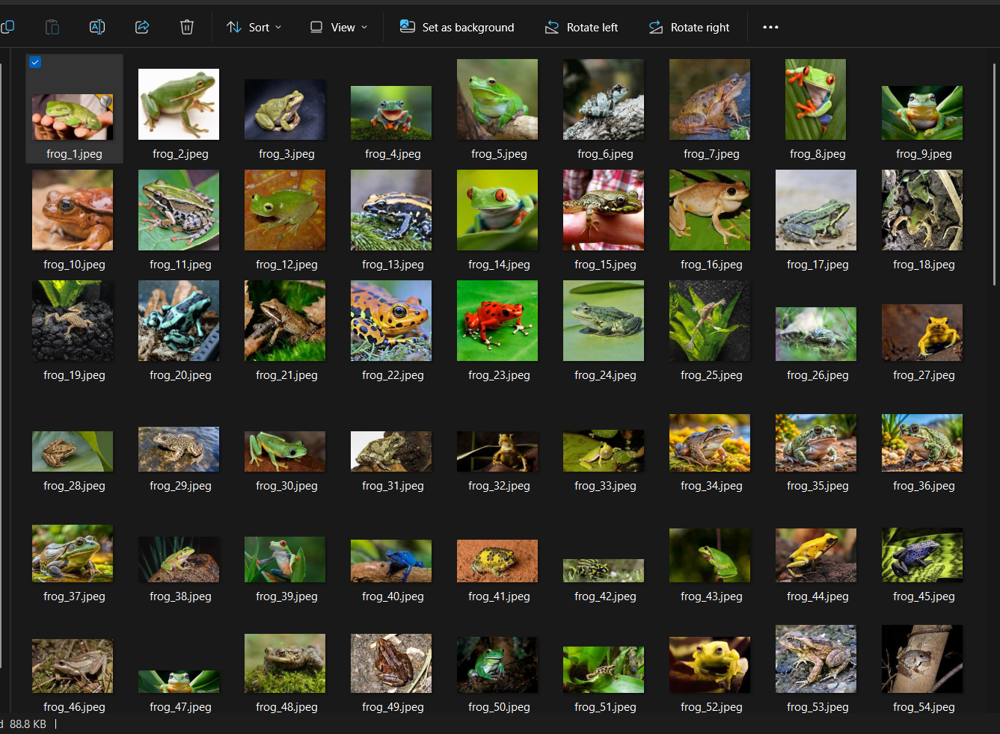 Sort View Set as background Rotate left Rotate right
frog_1.jpeg frog_2.jpeg frog_3.jpeg frog_4.jpeg frog_5.jpeg frog_6.jpeg frog_7.jpeg frog_8.jpeg frog_9.jpeg
frog_10.jpeg frog_11.jpeg frog_12.jpeg frog_13.jpeg frog_14.jpeg frog_15.jpeg frog_16.jpeg frog_17.jpeg frog_18.jpeg
frog_19.jpeg frog_20.jpeg frog_21.jpeg frog_22.jpeg frog_23.jpeg frog_24.jpeg frog_25.jpeg frog_26.jpeg frog_27.jpeg
frog_28.jpeg frog_29.jpeg frog_30.jpeg frog_31.jpeg frog_32.jpeg frog_33.jpeg frog_34.jpeg frog_35.jpeg frog_36.jpeg
frog_37.jpeg frog_38.jpeg frog_39.jpeg frog_40.jpeg frog_41.jpeg frog_42.jpeg frog_43.jpeg frog_44.jpeg frog_45.jpeg
frog_46.jpeg frog_47.jpeg frog_48.jpeg frog_49.jpeg frog_50.jpeg frog_51.jpeg frog_52.jpeg frog_53.jpeg frog_54.jpeg
88.8 KB